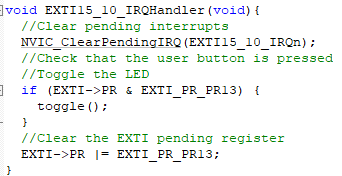 void EXTI15_10_IRQHandler(void){
//Clear pending interrupts
NVIC_ClearPendingIRQ(EXTI15_10_IRQn);
//Check that the user button is pressed
//Toggle the LED
if (EXTI->PR & EXTI_PR_PR13) {
toggle();
}
//Clear the EXTI pending register
EXTI->PR |= EXTI_PR_PR13;
}